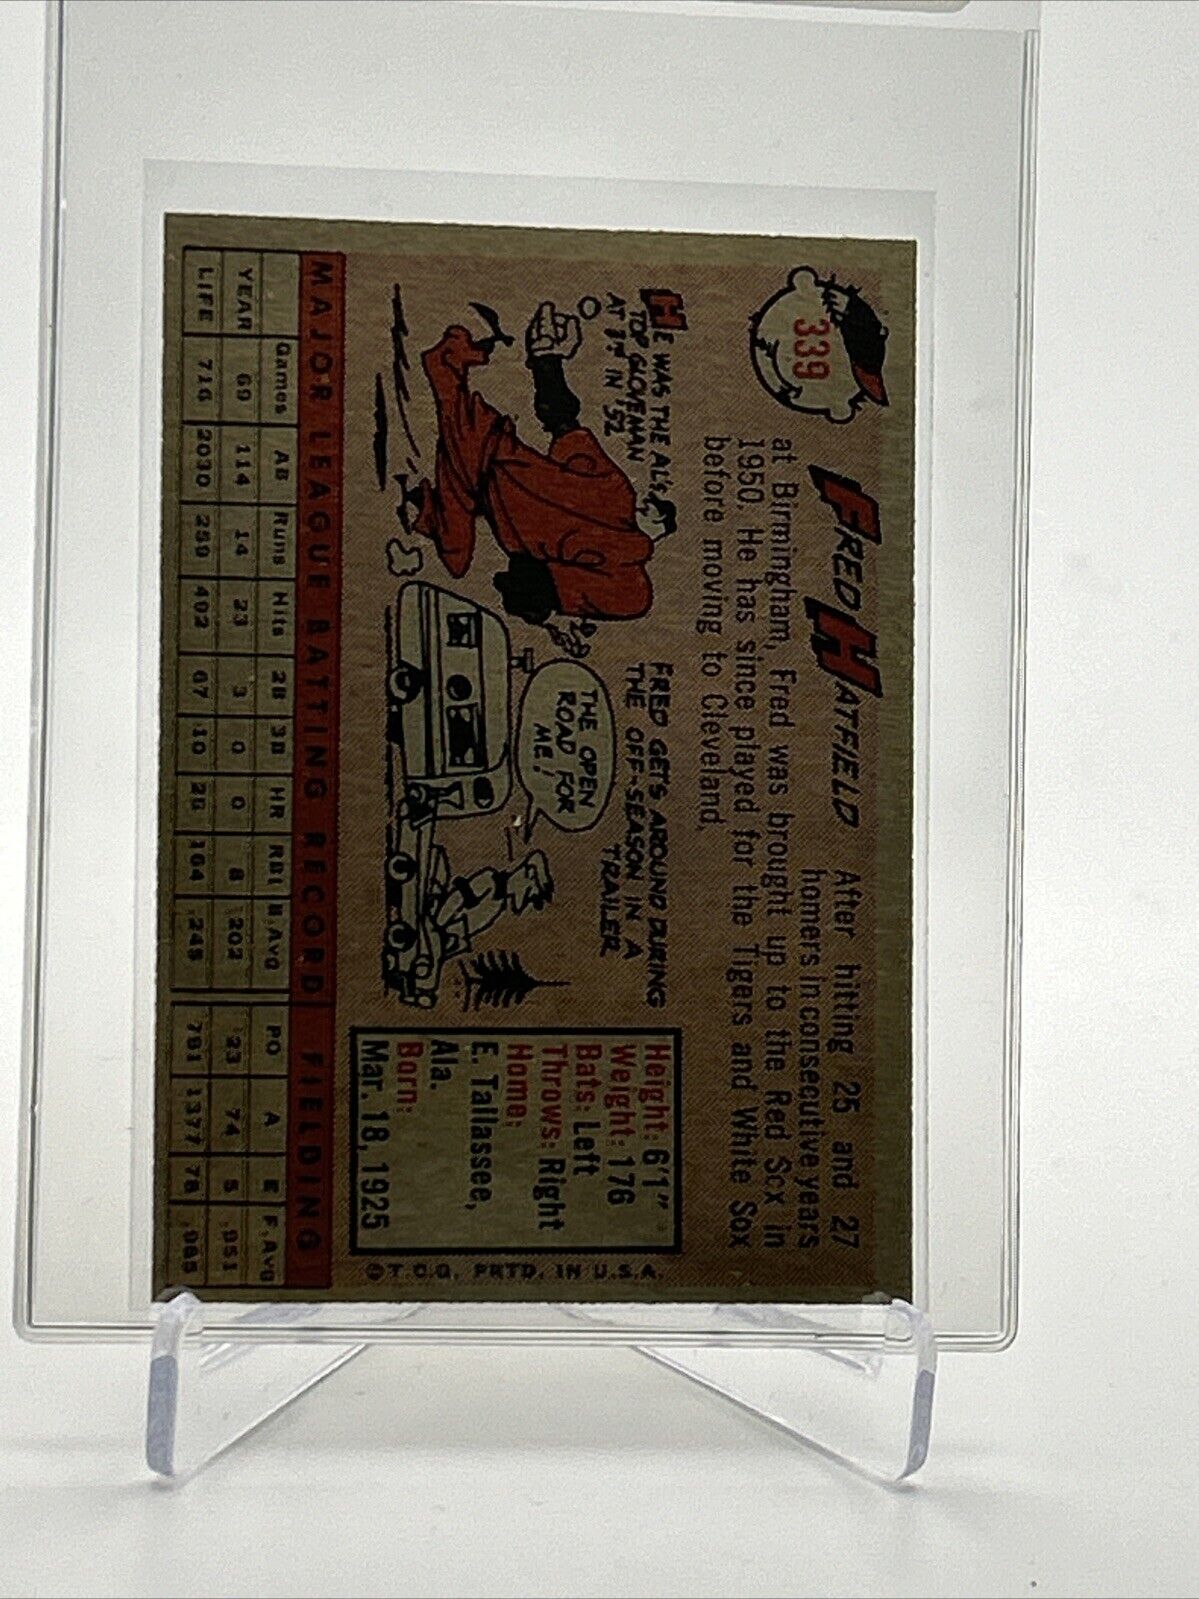 339
FRED HATFIELD After hitting 25 and 27
homers in consecutive years
at Birmingham, Fred was brought up to the Red Sox in
1950. He has since played for the Tigers and White Sox
before moving to Cleveland.
HE WAS THE AL'S
TOP GLOVEMAN
AT 3rd IN '52
FRED GETS AROUND DURING
THE OFF-SEASON IN A
TRAILER
THE OPEN
ROAD FOR
ME!
Height: 6'1"
Weight: 176
Bats: Left
Throws: Right
Home:
E. Tallassee,
Ala.
Born:
Mar. 18, 1925
© T.C.G. PRTD. IN U.S.A.
MAJOR LEAGUE BATTING RECORD FIELDING
Games AB Runs Hits 2B 3B HR RBI B.Avg PO A E F.Avg
YEAR 69 114 14 23 3 0 0 8 .202 23 74 5 .951
LIFE 716 2030 259 492 67 10 25 164 .245 791 1377 78 .965